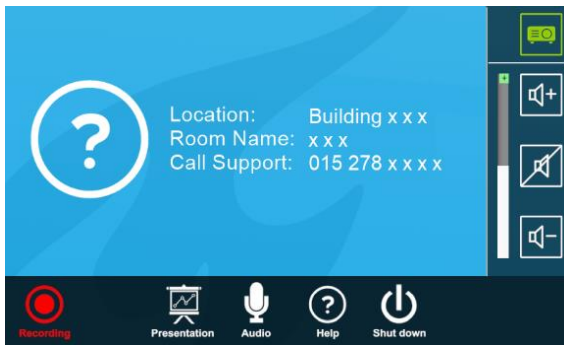 Location: Building x x x
Room Name: x x x
Call Support: 015 278 x x x x
Recording
Presentation
Audio
Help
Shut down